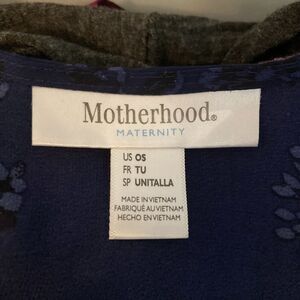 Motherhood®
MATERNITY
US OS
FR TU
SP UNITALLA
MADE IN VIETNAM
FABRIQUÉ AU VIETNAM
HECHO EN VIETNAM